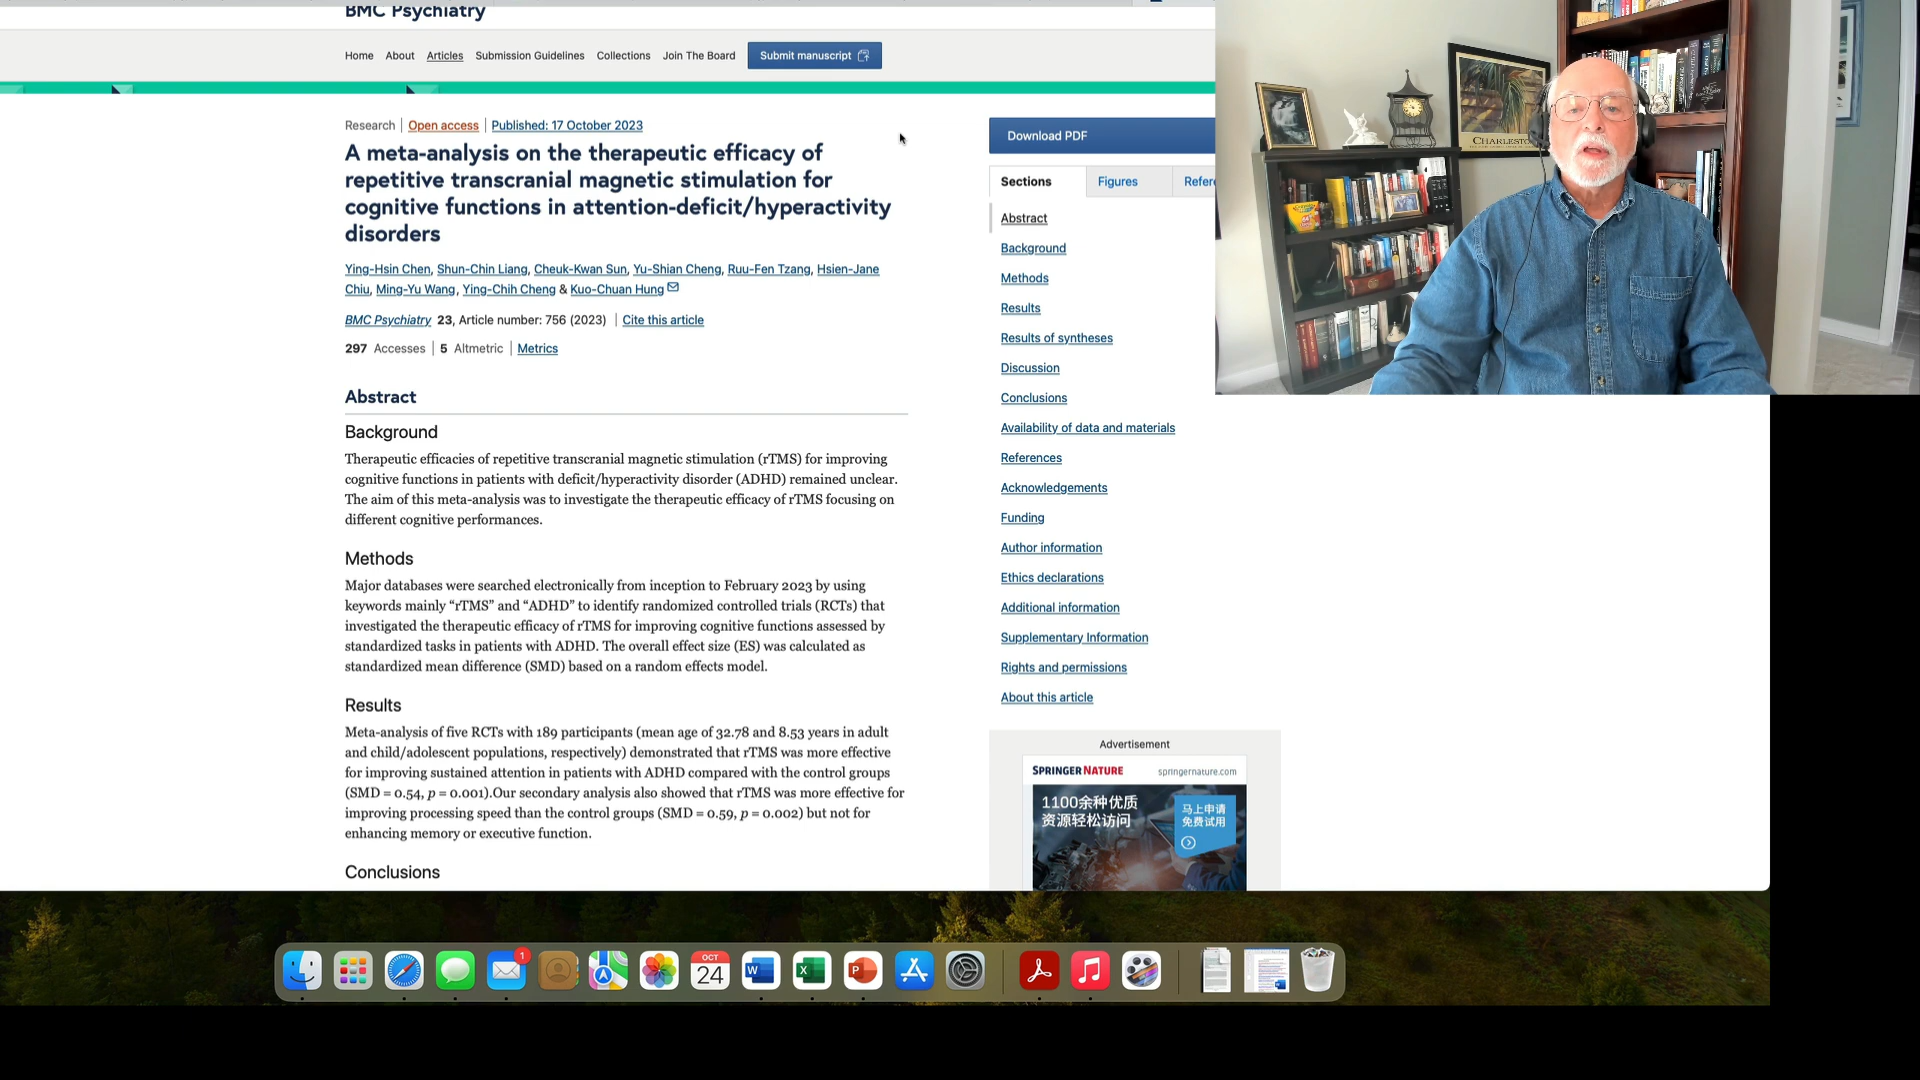 BMC Psychiatry
Home About Articles Submission Guidelines Collections Join The Board Submit manuscript
Research Open access Published: 17 October 2023
A meta-analysis on the therapeutic efficacy of
repetitive transcranial magnetic stimulation for
cognitive functions in attention-deficit/hyperactivity
disorders
Ying-Hsin Chen, Shun-Chin Liang, Cheuk-Kwan Sun, Yu-Shian Cheng, Ruu-Fen Tzang, Hsien-Jane
Chiu, Ming-Yu Wang, Ying-Chih Cheng & Kuo-Chuan Hung
BMC Psychiatry 23, Article number: 756 (2023) Cite this article
297 Accesses 5 Altmetric Metrics
Abstract
Background
Therapeutic efficacies of repetitive transcranial magnetic stimulation (rTMS) for improving
cognitive functions in patients with deficit/hyperactivity disorder (ADHD) remained unclear.
The aim of this meta-analysis was to investigate the therapeutic efficacy of rTMS focusing on
different cognitive performances.
Methods
Major databases were searched electronically from inception to February 2023 by using
keywords mainly “rTMS” and “ADHD” to identify randomized controlled trials (RCTs) that
investigated the therapeutic efficacy of rTMS for improving cognitive functions assessed by
standardized tasks in patients with ADHD. The overall effect size (ES) was calculated as
standardized mean difference (SMD) based on a random effects model.
Results
Meta-analysis of five RCTs with 189 participants (mean age of 32.78 and 8.53 years in adult
and child/adolescent populations, respectively) demonstrated that rTMS was more effective
for improving sustained attention in patients with ADHD compared with the control groups
(SMD = 0.54, p = 0.001).Our secondary analysis also showed that rTMS was more effective for
improving processing speed than the control groups (SMD = 0.59, p = 0.002) but not for
enhancing memory or executive function.
Conclusions
Download PDF
Sections Figures Refere
Abstract
Background
Methods
Results
Results of syntheses
Discussion
Conclusions
Availability of data and materials
References
Acknowledgements
Funding
Author information
Ethics declarations
Additional information
Supplementary Information
Rights and permissions
About this article
Advertisement
SPRINGER NATURE springernature.com
1100余种优质
资源轻松访问
马上申请
免费试用
CHARLESTO
1
OCT
24
W
X
P